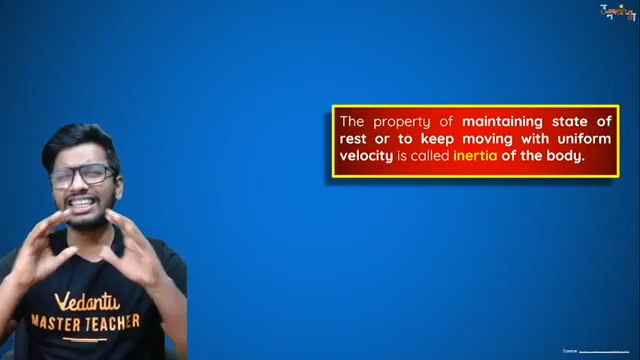 The property of maintaining state of
rest or to keep moving with uniform
velocity is called inertia of the body.
Vedantu
MASTER TEACHER
Source: